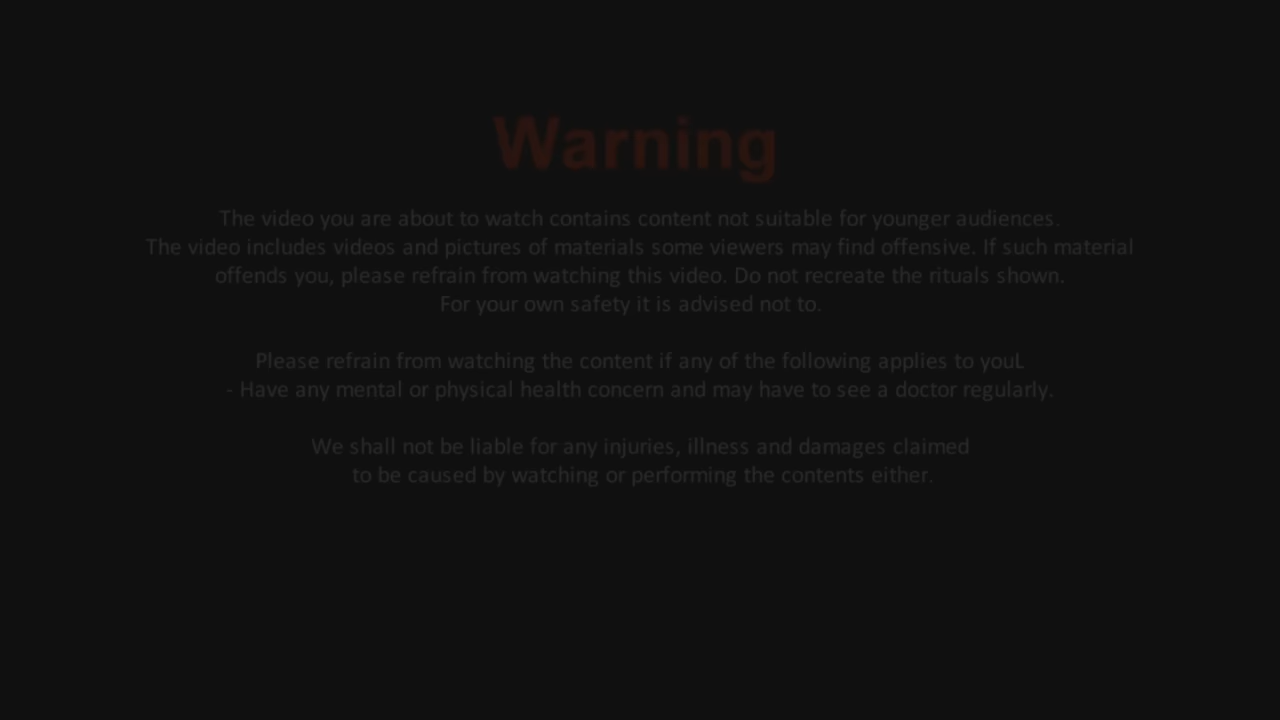 Warning
The video you are about to watch contains content not suitable for younger audiences.
The video includes videos and pictures of materials some viewers may find offensive. If such material
offends you, please refrain from watching this video. Do not recreate the rituals shown.
For your own safety it is advised not to.
Please refrain from watching the content if any of the following applies to youL
- Have any mental or physical health concern and may have to see a doctor regularly.
We shall not be liable for any injuries, illness and damages claimed
to be caused by watching or performing the contents either.